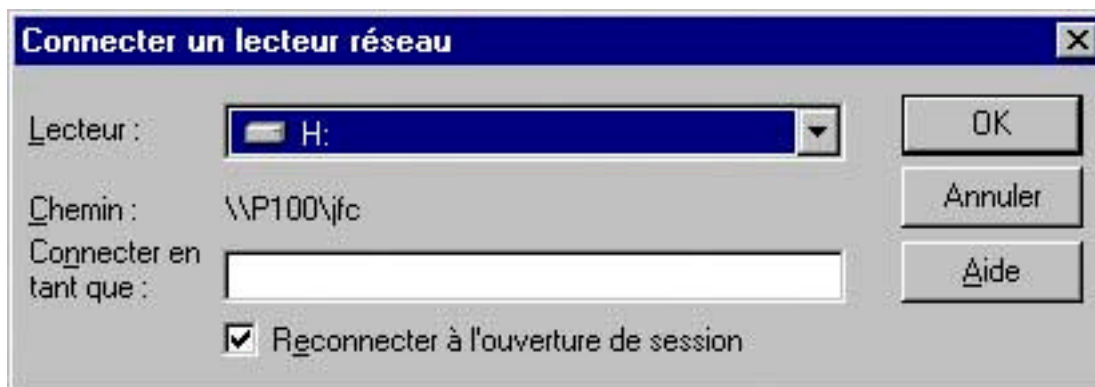 Connecter un lecteur réseau
Lecteur : H: OK
Chemin : \\P100\jfc Annuler
Connecter en
tant que : Aide
Reconnecter à l'ouverture de session